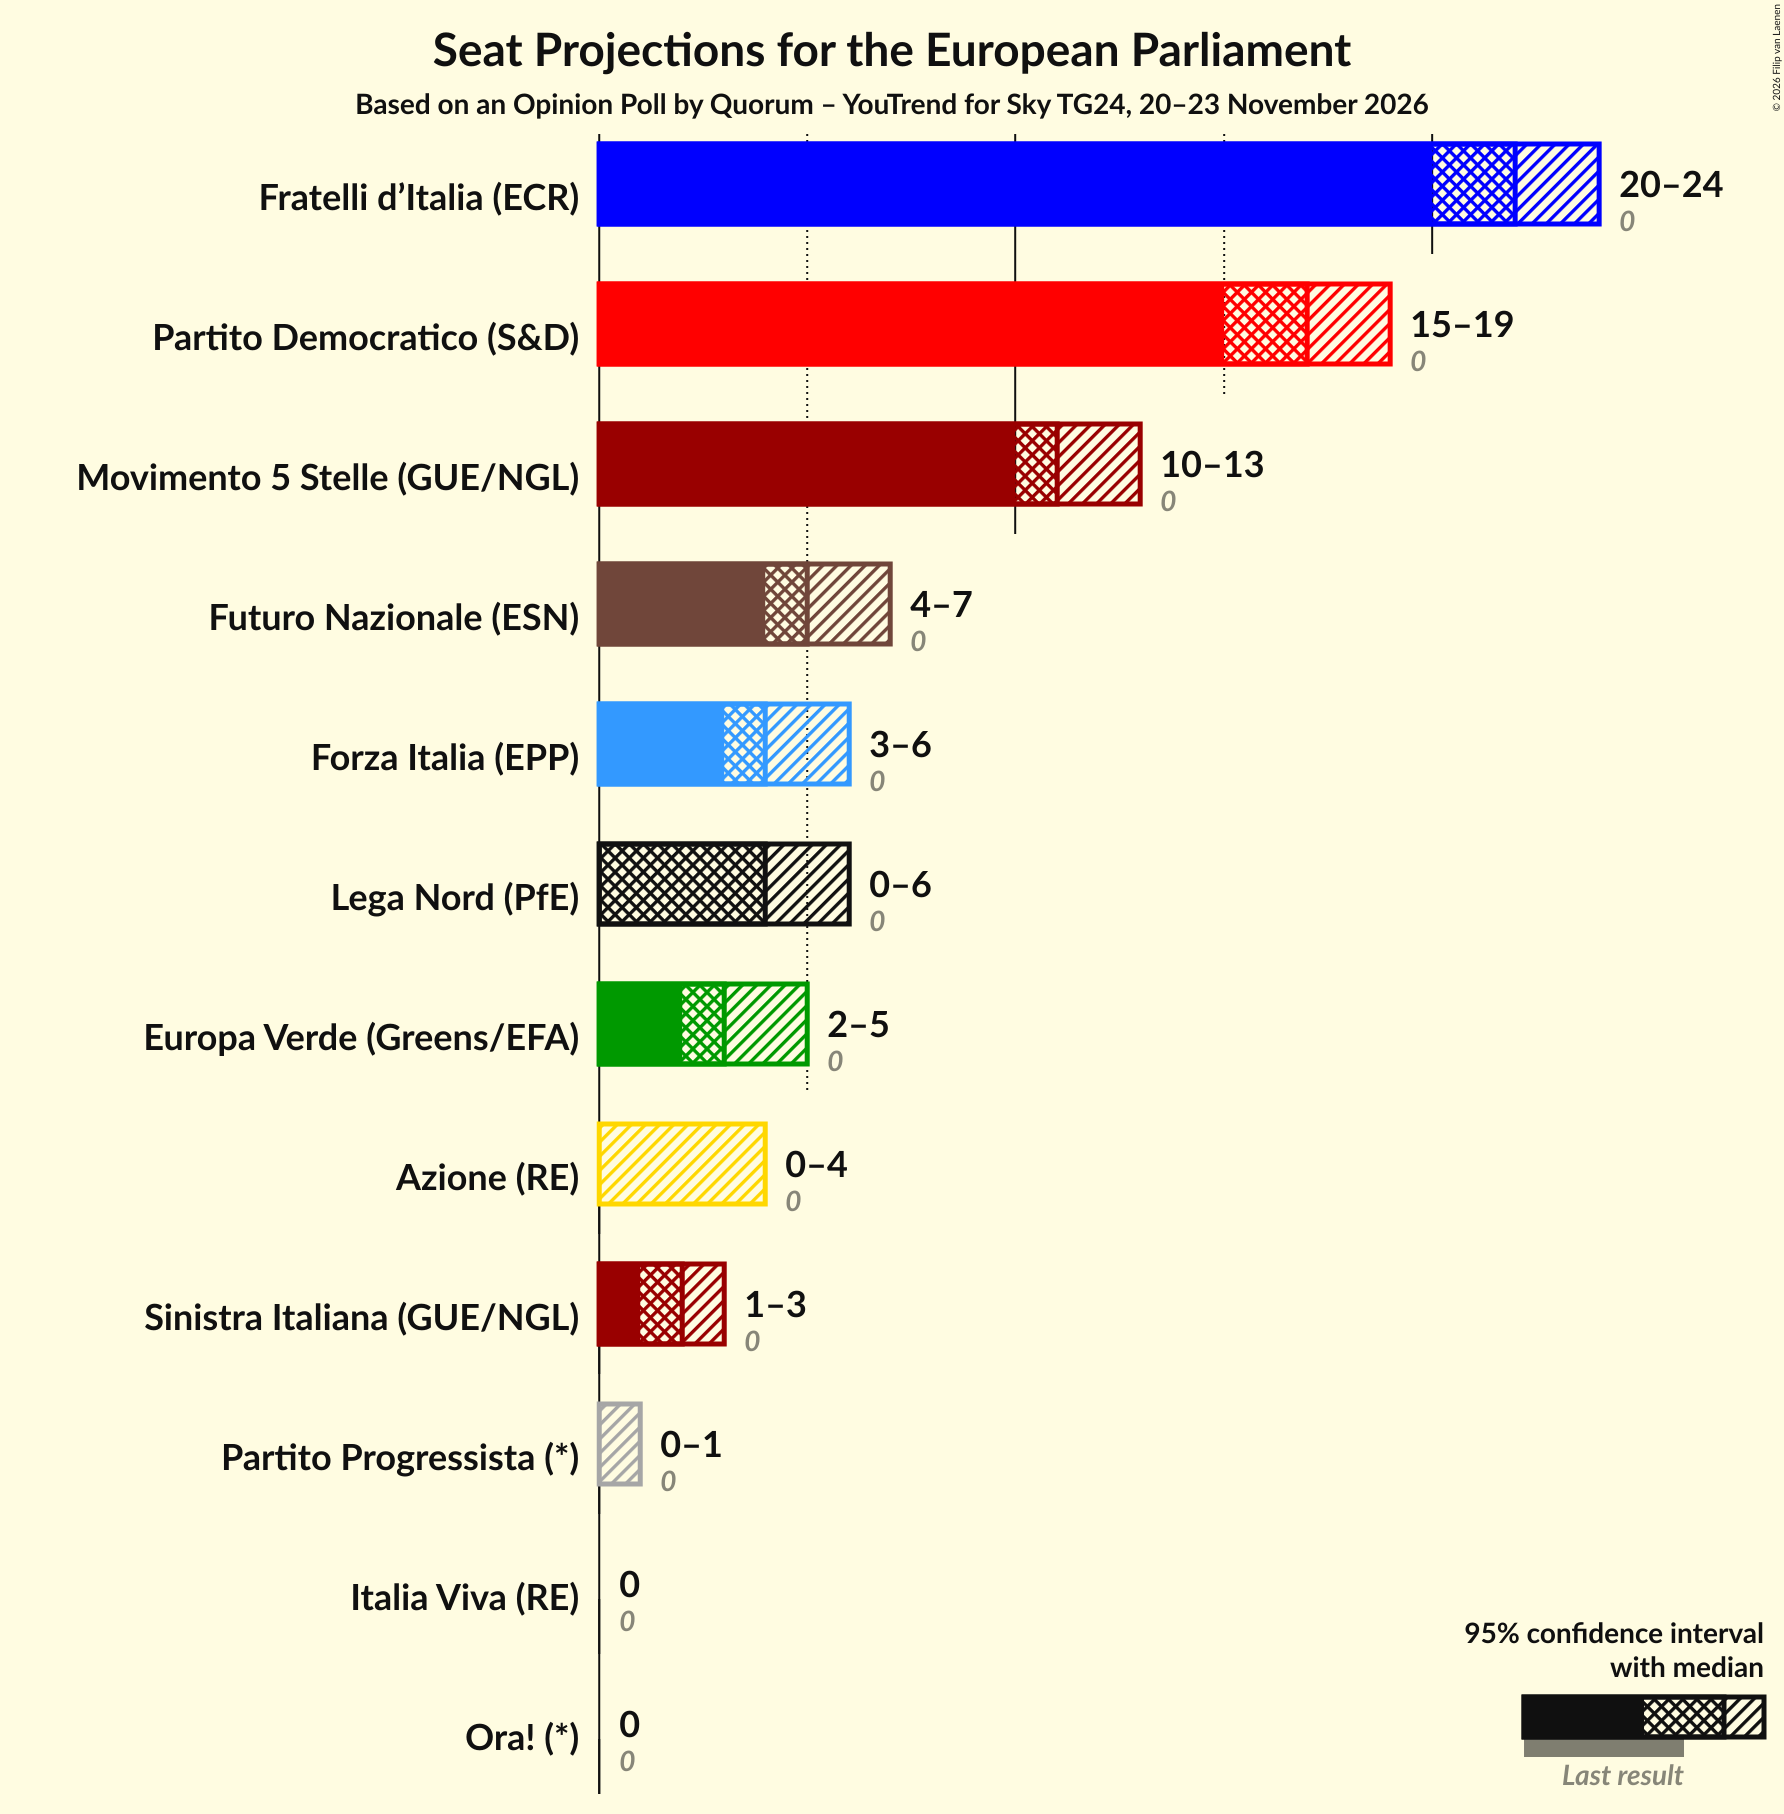 Seat Projections for the European Parliament
Based on an Opinion Poll by Quorum – YouTrend for Sky TG24, 20–23 November 2026
© 2026 Filip van Laenen
Fratelli d’Italia (ECR)
20–24
0
Partito Democratico (S&D)
15–19
0
Movimento 5 Stelle (GUE/NGL)
10–13
0
Futuro Nazionale (ESN)
4–7
0
Forza Italia (EPP)
3–6
0
Lega Nord (PfE)
0–6
0
Europa Verde (Greens/EFA)
2–5
0
Azione (RE)
0–4
0
Sinistra Italiana (GUE/NGL)
1–3
0
Partito Progressista (*)
0–1
0
Italia Viva (RE)
0
0
Ora! (*)
0
0
95% confidence interval
with median
Last result